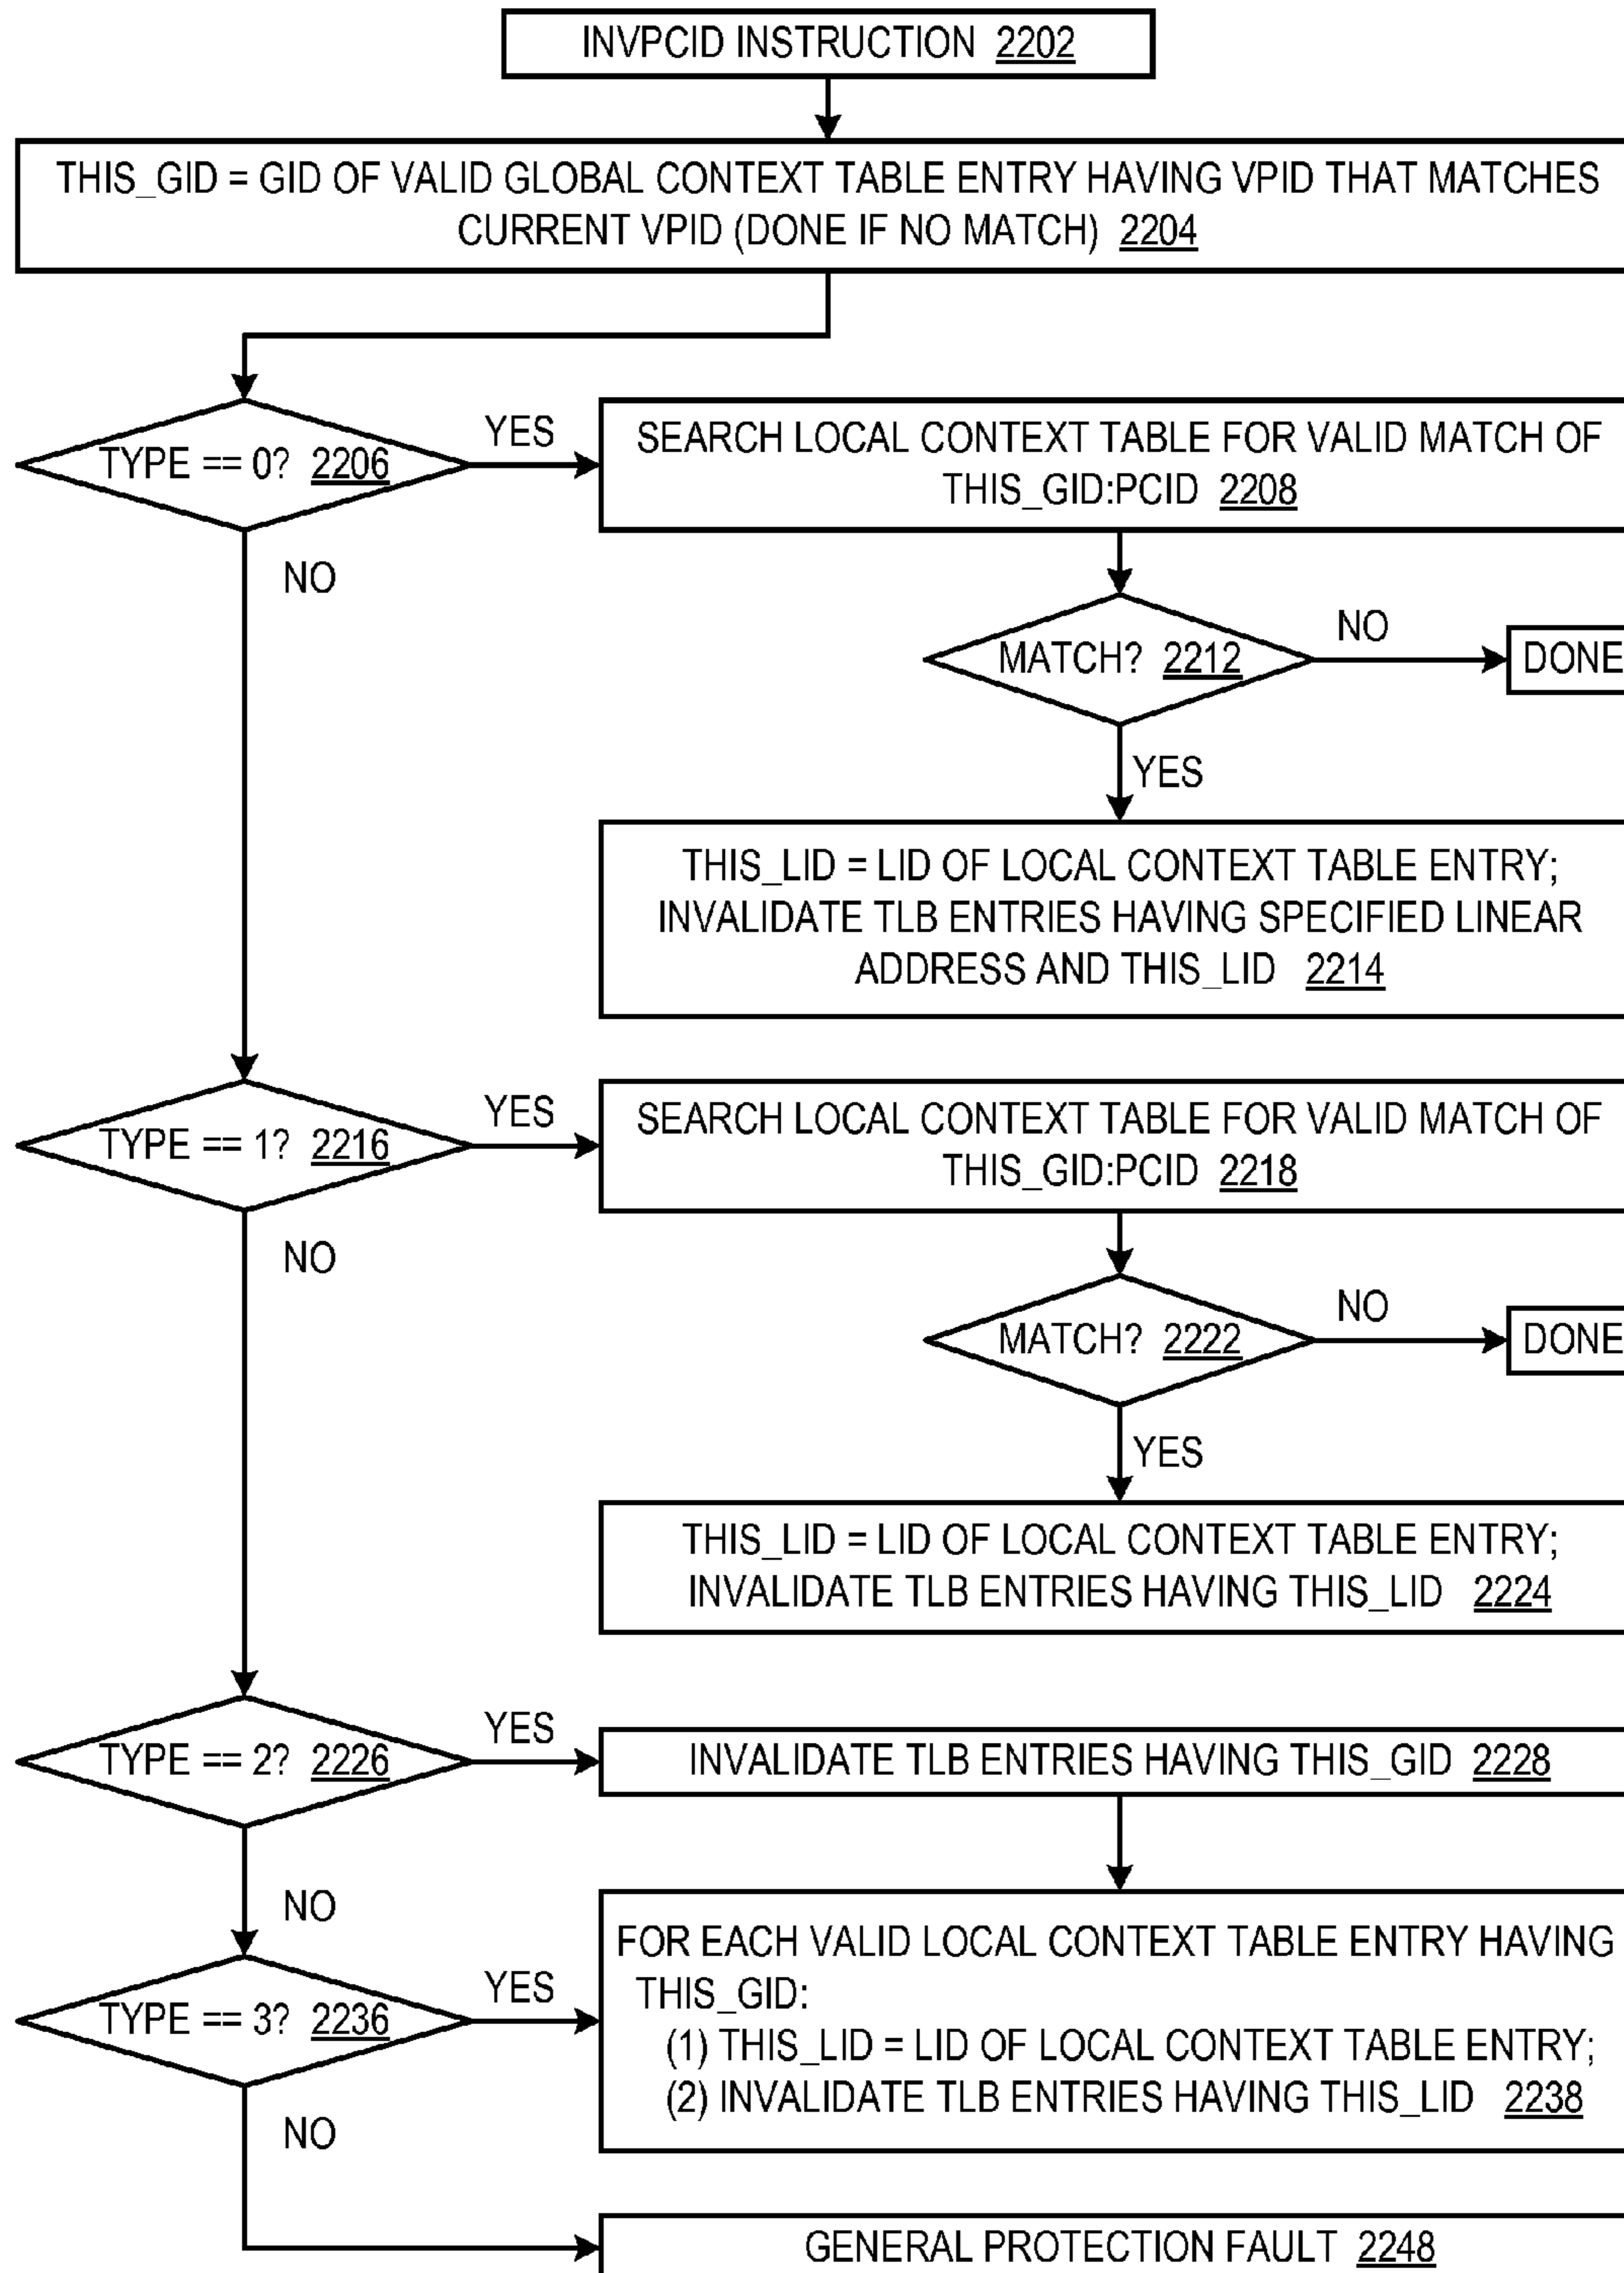 INVPCID INSTRUCTION 2202
THIS_GID = GID OF VALID GLOBAL CONTEXT TABLE ENTRY HAVING VPID THAT MATCHES
CURRENT VPID (DONE IF NO MATCH) 2204
TYPE == 0? 2206
YES
SEARCH LOCAL CONTEXT TABLE FOR VALID MATCH OF
THIS_GID:PCID 2208
NO
MATCH? 2212
NO
DONE
YES
THIS_LID = LID OF LOCAL CONTEXT TABLE ENTRY;
INVALIDATE TLB ENTRIES HAVING SPECIFIED LINEAR
ADDRESS AND THIS_LID 2214
TYPE == 1? 2216
YES
SEARCH LOCAL CONTEXT TABLE FOR VALID MATCH OF
THIS_GID:PCID 2218
NO
MATCH? 2222
NO
DONE
YES
THIS_LID = LID OF LOCAL CONTEXT TABLE ENTRY;
INVALIDATE TLB ENTRIES HAVING THIS_LID 2224
TYPE == 2? 2226
YES
INVALIDATE TLB ENTRIES HAVING THIS_GID 2228
NO
TYPE == 3? 2236
YES
FOR EACH VALID LOCAL CONTEXT TABLE ENTRY HAVING
THIS_GID:
(1) THIS_LID = LID OF LOCAL CONTEXT TABLE ENTRY;
(2) INVALIDATE TLB ENTRIES HAVING THIS_LID 2238
NO
GENERAL PROTECTION FAULT 2248